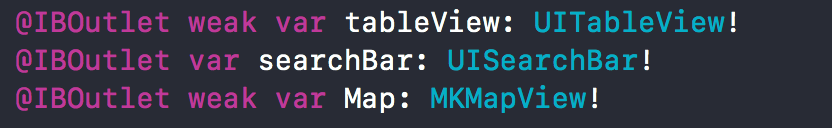 @IBOutlet weak var tableView: UITableView!
@IBOutlet var searchBar: UISearchBar!
@IBOutlet weak var Map: MKMapView!